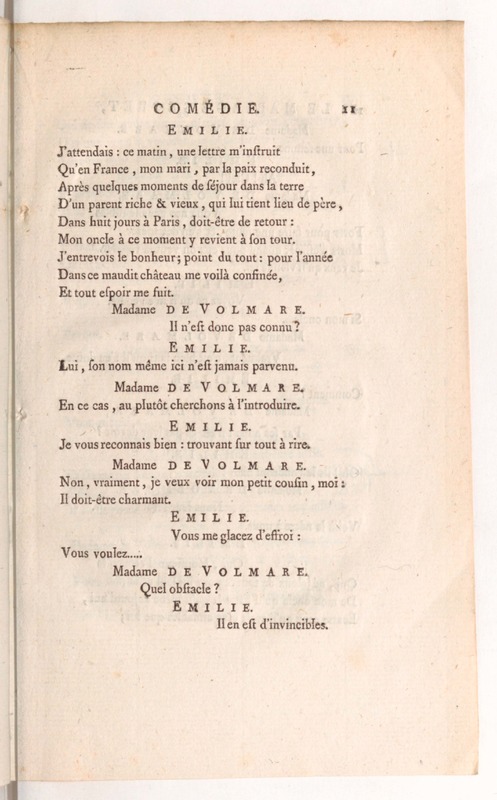 COMÉDIE. 11
EMILIE.
J'attendais : ce matin, une lettre m'inſtruit
Qu'en France, mon mari, par la paix reconduit,
Après quelques moments de ſéjour dans la terre
D'un parent riche & vieux, qui lui tient lieu de père,
Dans huit jours à Paris, doit-être de retour :
Mon oncle à ce moment y revient à ſon tour.
J'entrevois le bonheur; point du tout : pour l'année
Dans ce maudit château me voilà confinée,
Et tout eſpoir me fuit.
Madame DE VOLMARE.
Il n'eſt donc pas connu?
EMILIE.
Lui, ſon nom même ici n'eſt jamais parvenu.
Madame DE VOLMARE.
En ce cas, au plutôt cherchons à l'introduire.
EMILIE.
Je vous reconnais bien : trouvant ſur tout à rire.
Madame DE VOLMARE.
Non, vraiment, je veux voir mon petit couſin, moi :
Il doit-être charmant.
EMILIE.
Vous me glacez d'effroi :
Vous voulez.....
Madame DE VOLMARE.
Quel obſtacle ?
EMILIE.
Il en eſt d'invincibles.